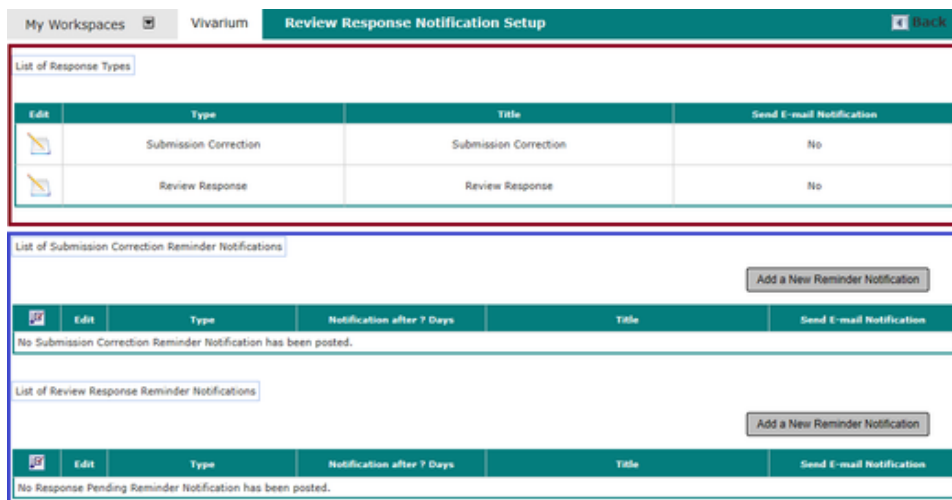 My Workspaces Vivarium Review Response Notification Setup Back
List of Response Types
Edit Type Title Send E-mail Notification
Submission Correction Submission Correction No
Review Response Review Response No
List of Submission Correction Reminder Notifications
Add a New Reminder Notification
Edit Type Notification after ? Days Title Send E-mail Notification
No Submission Correction Reminder Notification has been posted.
List of Review Response Reminder Notifications
Add a New Reminder Notification
Edit Type Notification after ? Days Title Send E-mail Notification
No Response Pending Reminder Notification has been posted.